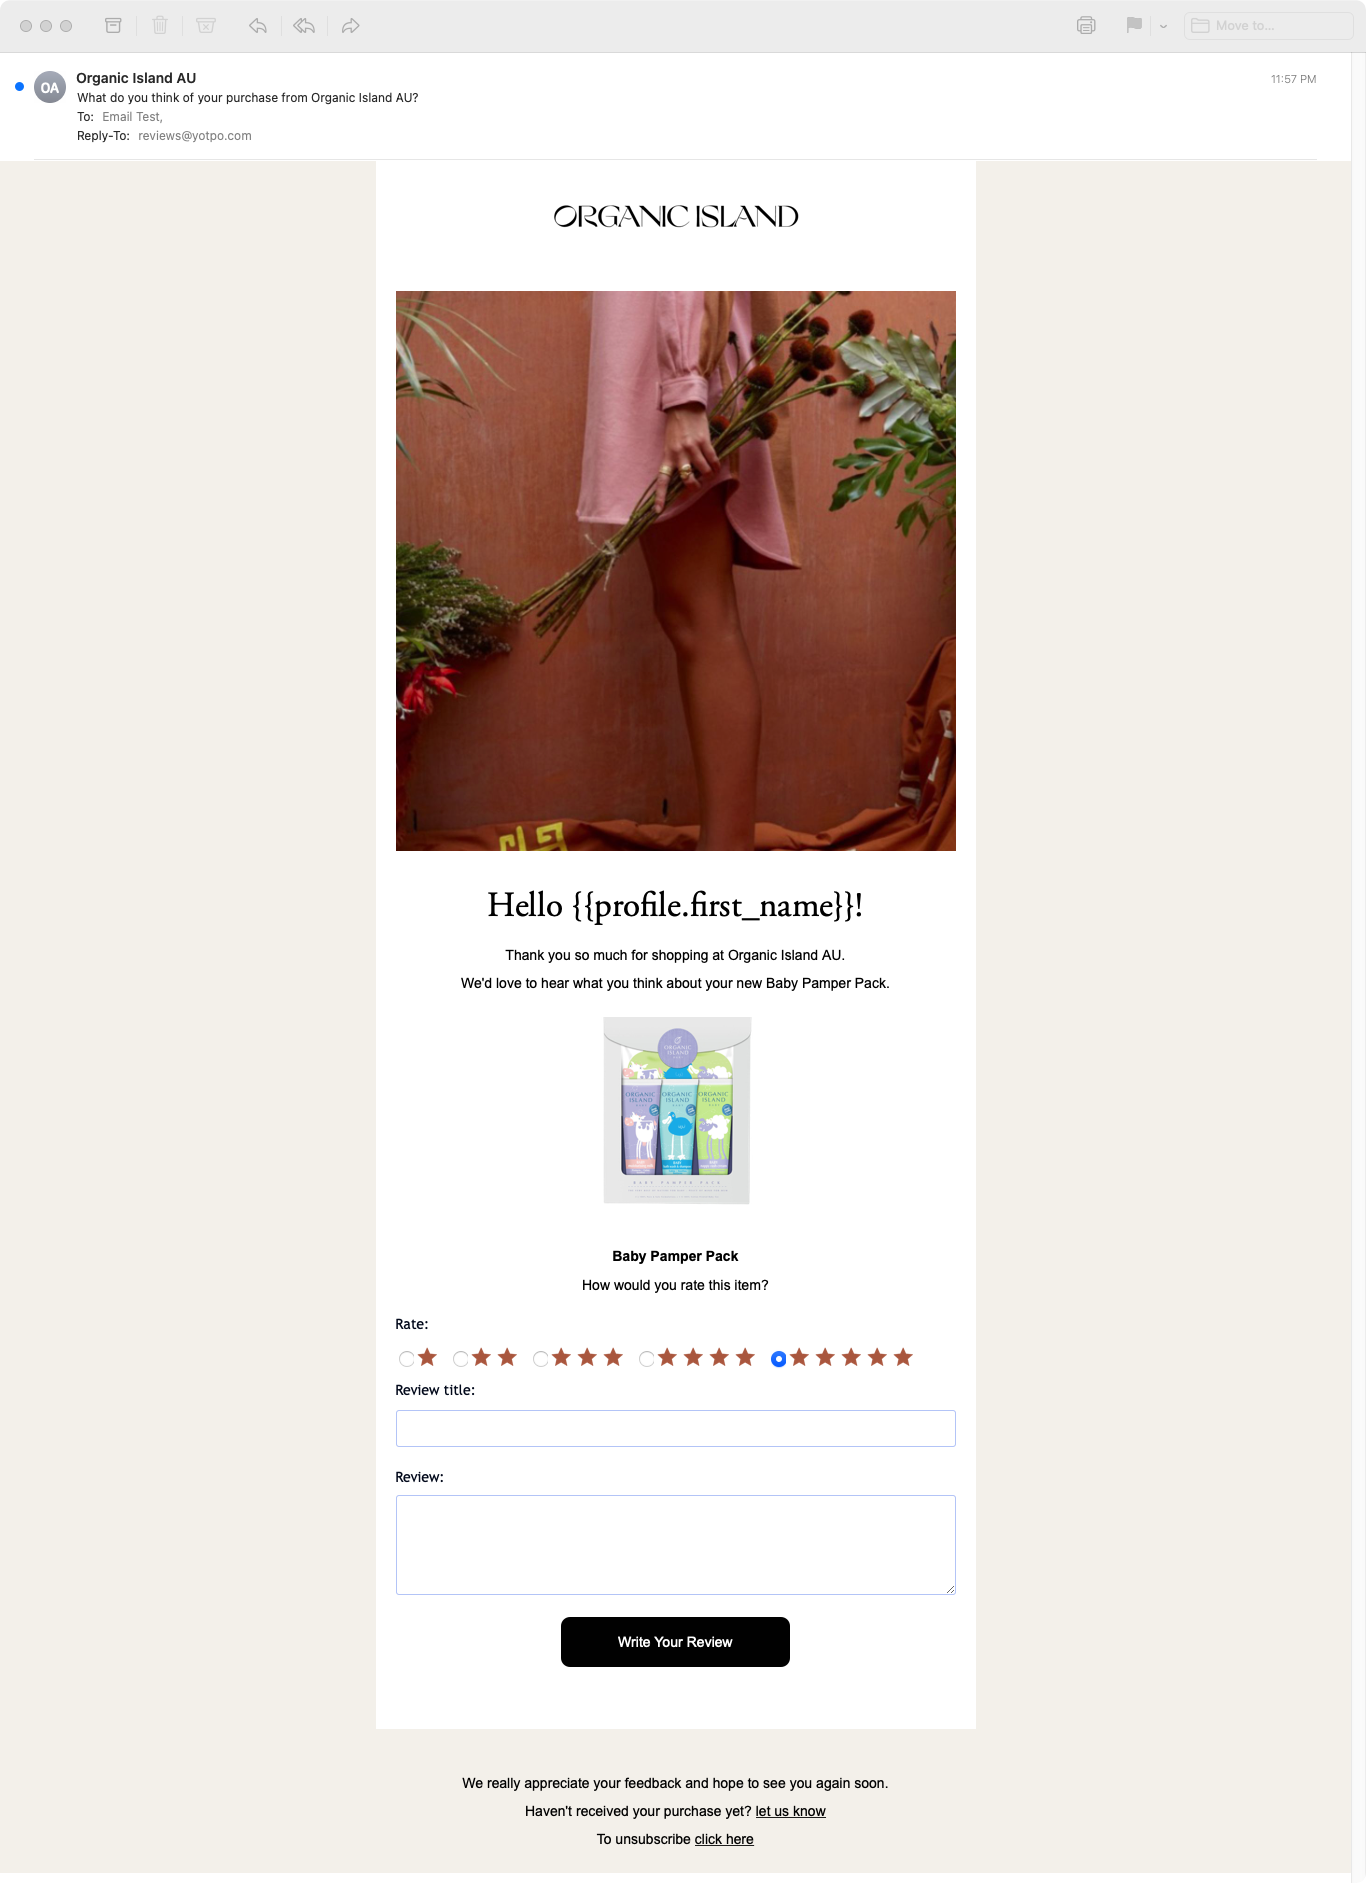 Move to...
Organic Island AU
11:57 PM
OA
What do you think of your purchase from Organic Island AU?
To: Email Test,
Reply-To: reviews@yotpo.com
ORGANIC ISLAND
Hello {{profile.first_name}}!
Thank you so much for shopping at Organic Island AU.
We'd love to hear what you think about your new Baby Pamper Pack.
ORGANIC
ISLAND
ORGANIC ORGANIC ORGANIC
ISLAND ISLAND ISLAND
BABY PAMPER PACK
Baby Pamper Pack
How would you rate this item?
Rate:
Review title:
Review:
Write Your Review
We really appreciate your feedback and hope to see you again soon.
Haven't received your purchase yet? let us know
To unsubscribe click here